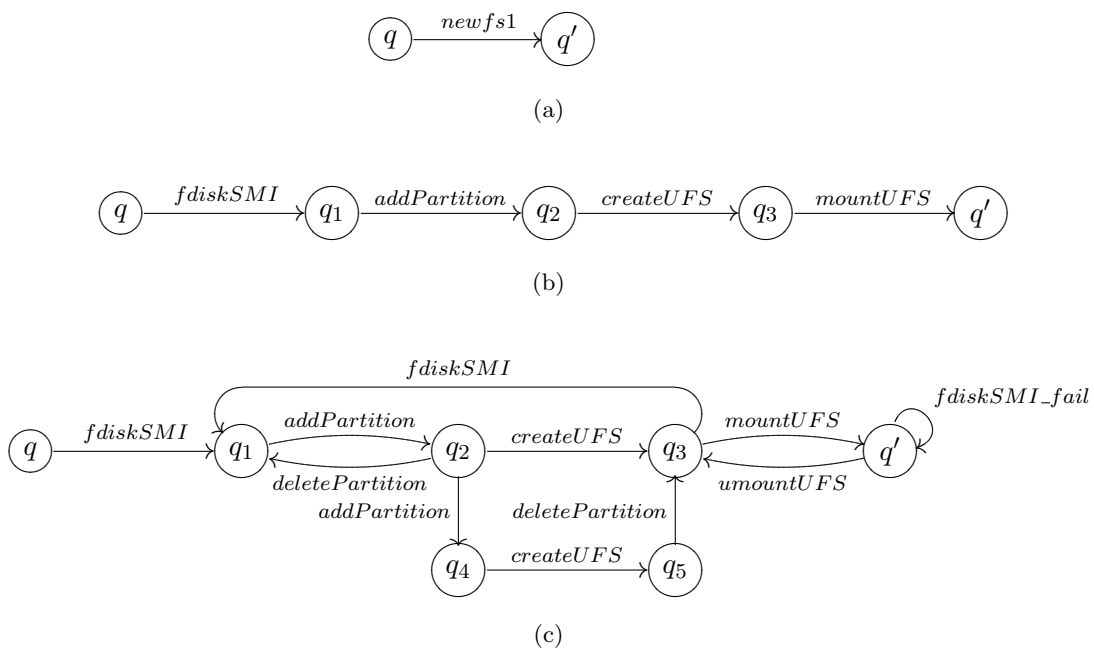 newfs1
q q′
(a)
fdiskSMI addPartition createUFS mountUFS
q q1 q2 q3 q′
(b)
fdiskSMI
fdiskSMI_fail
fdiskSMI addPartition createUFS mountUFS
q q1 q2 q3 q′
deletePartition umountUFS
addPartition deletePartition
createUFS
q4 q5
(c)